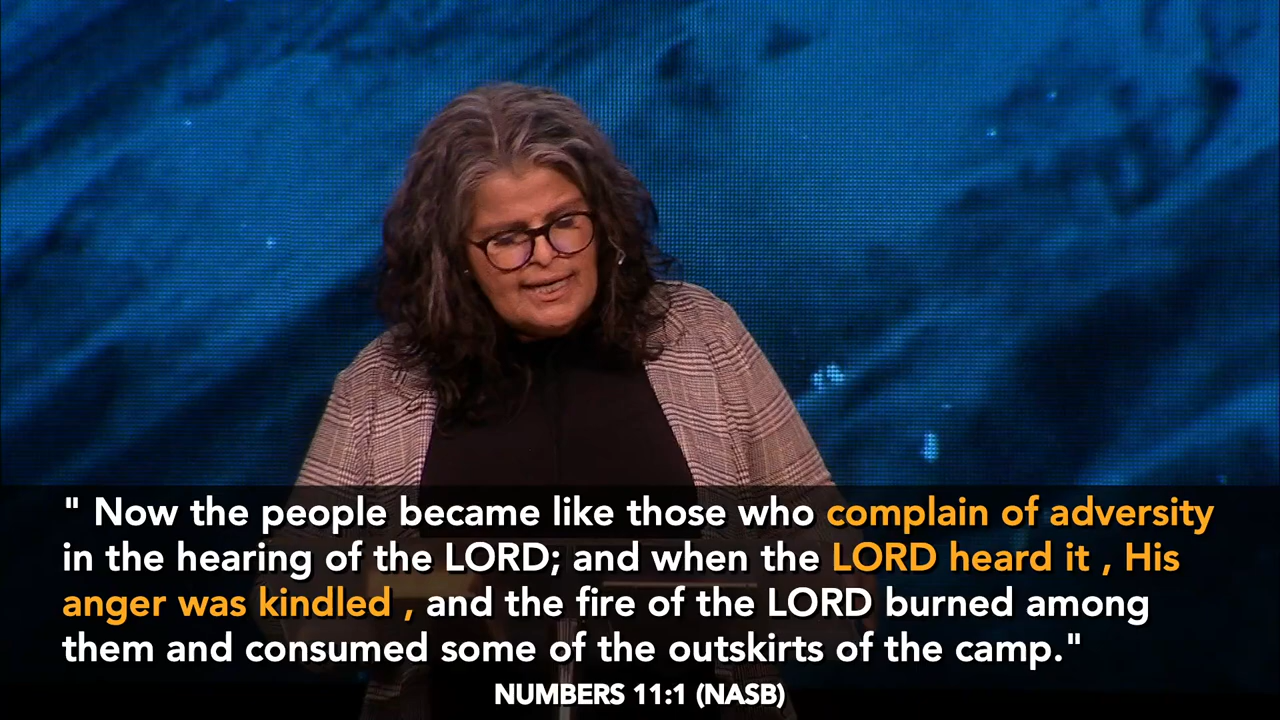 " Now the people became like those who complain of adversity
in the hearing of the LORD; and when the LORD heard it , His
anger was kindled , and the fire of the LORD burned among
them and consumed some of the outskirts of the camp."
NUMBERS 11:1 (NASB)